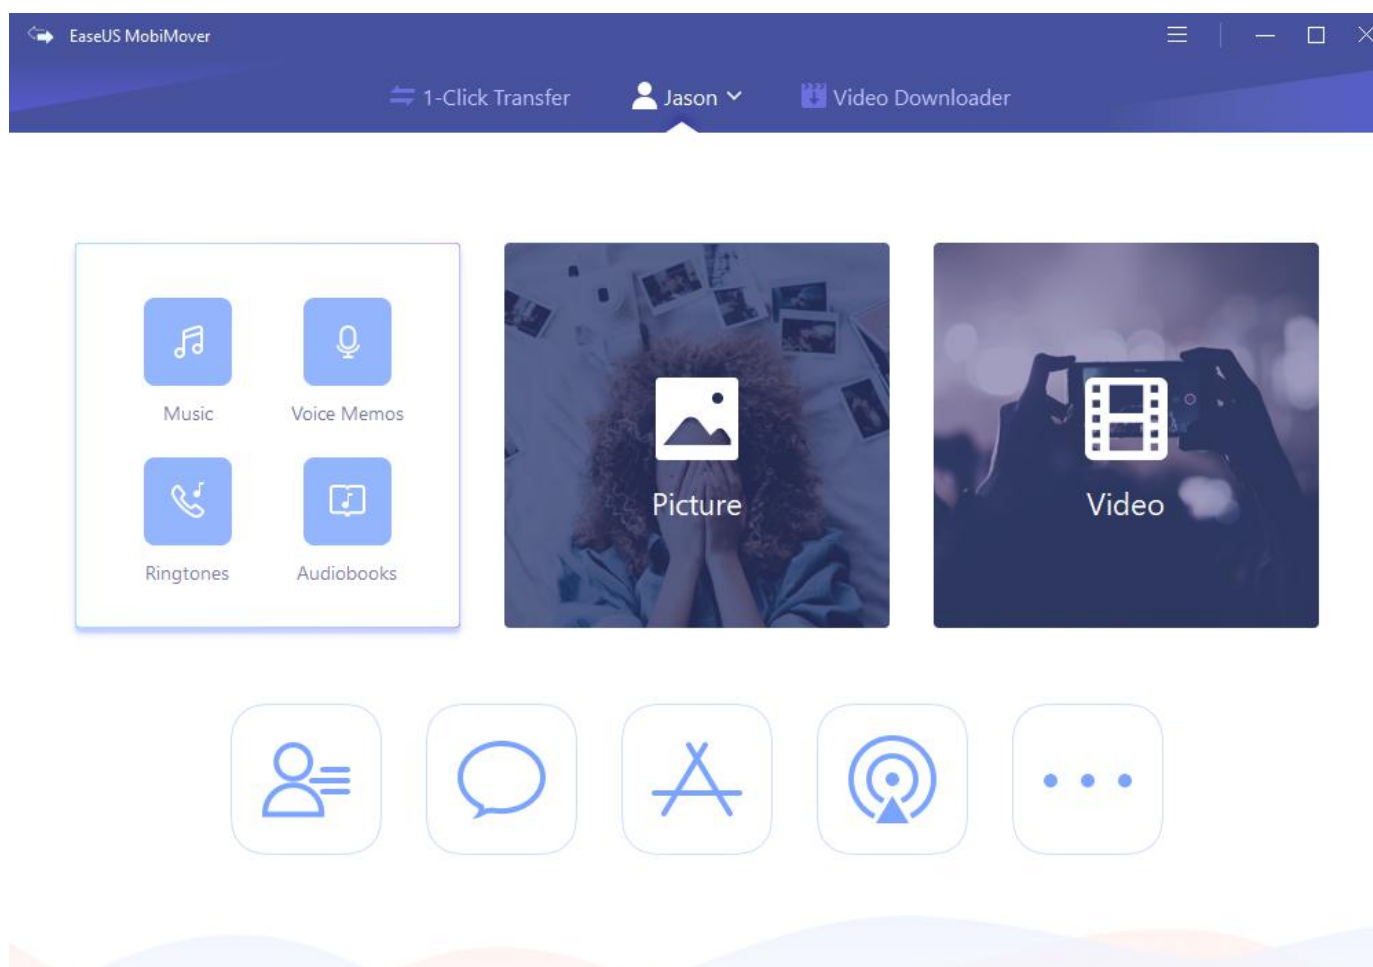 EaseUS MobiMover
1-Click Transfer
Jason
Video Downloader
Music
Voice Memos
Picture
Video
Ringtones
Audiobooks